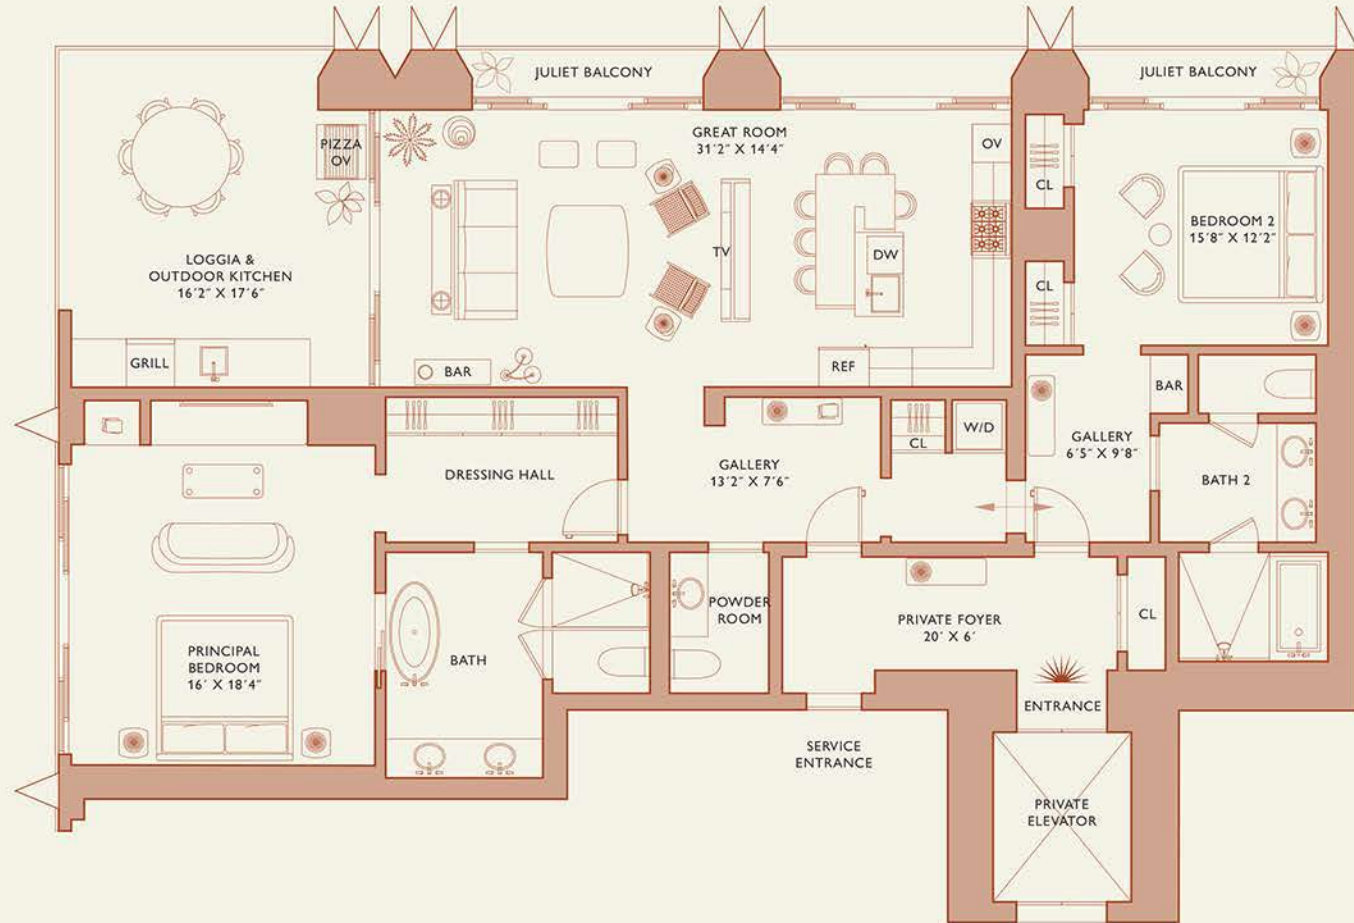 JULIET BALCONY
JULIET BALCONY
GREAT ROOM
31'2" X 14'4"
PIZZA
OV
OV
CL
BEDROOM 2
15'8" X 12'2"
LOGGIA &
OUTDOOR KITCHEN
16'2" X 17'6"
TV
DW
CL
GRILL
BAR
REF
BAR
CL
W/D
GALLERY
6'5" X 9'8"
DRESSING HALL
GALLERY
13'2" X 7'6"
BATH 2
POWDER
ROOM
PRIVATE FOYER
20' X 6'
CL
PRINCIPAL
BEDROOM
16' X 18'4"
BATH
ENTRANCE
SERVICE
ENTRANCE
PRIVATE
ELEVATOR